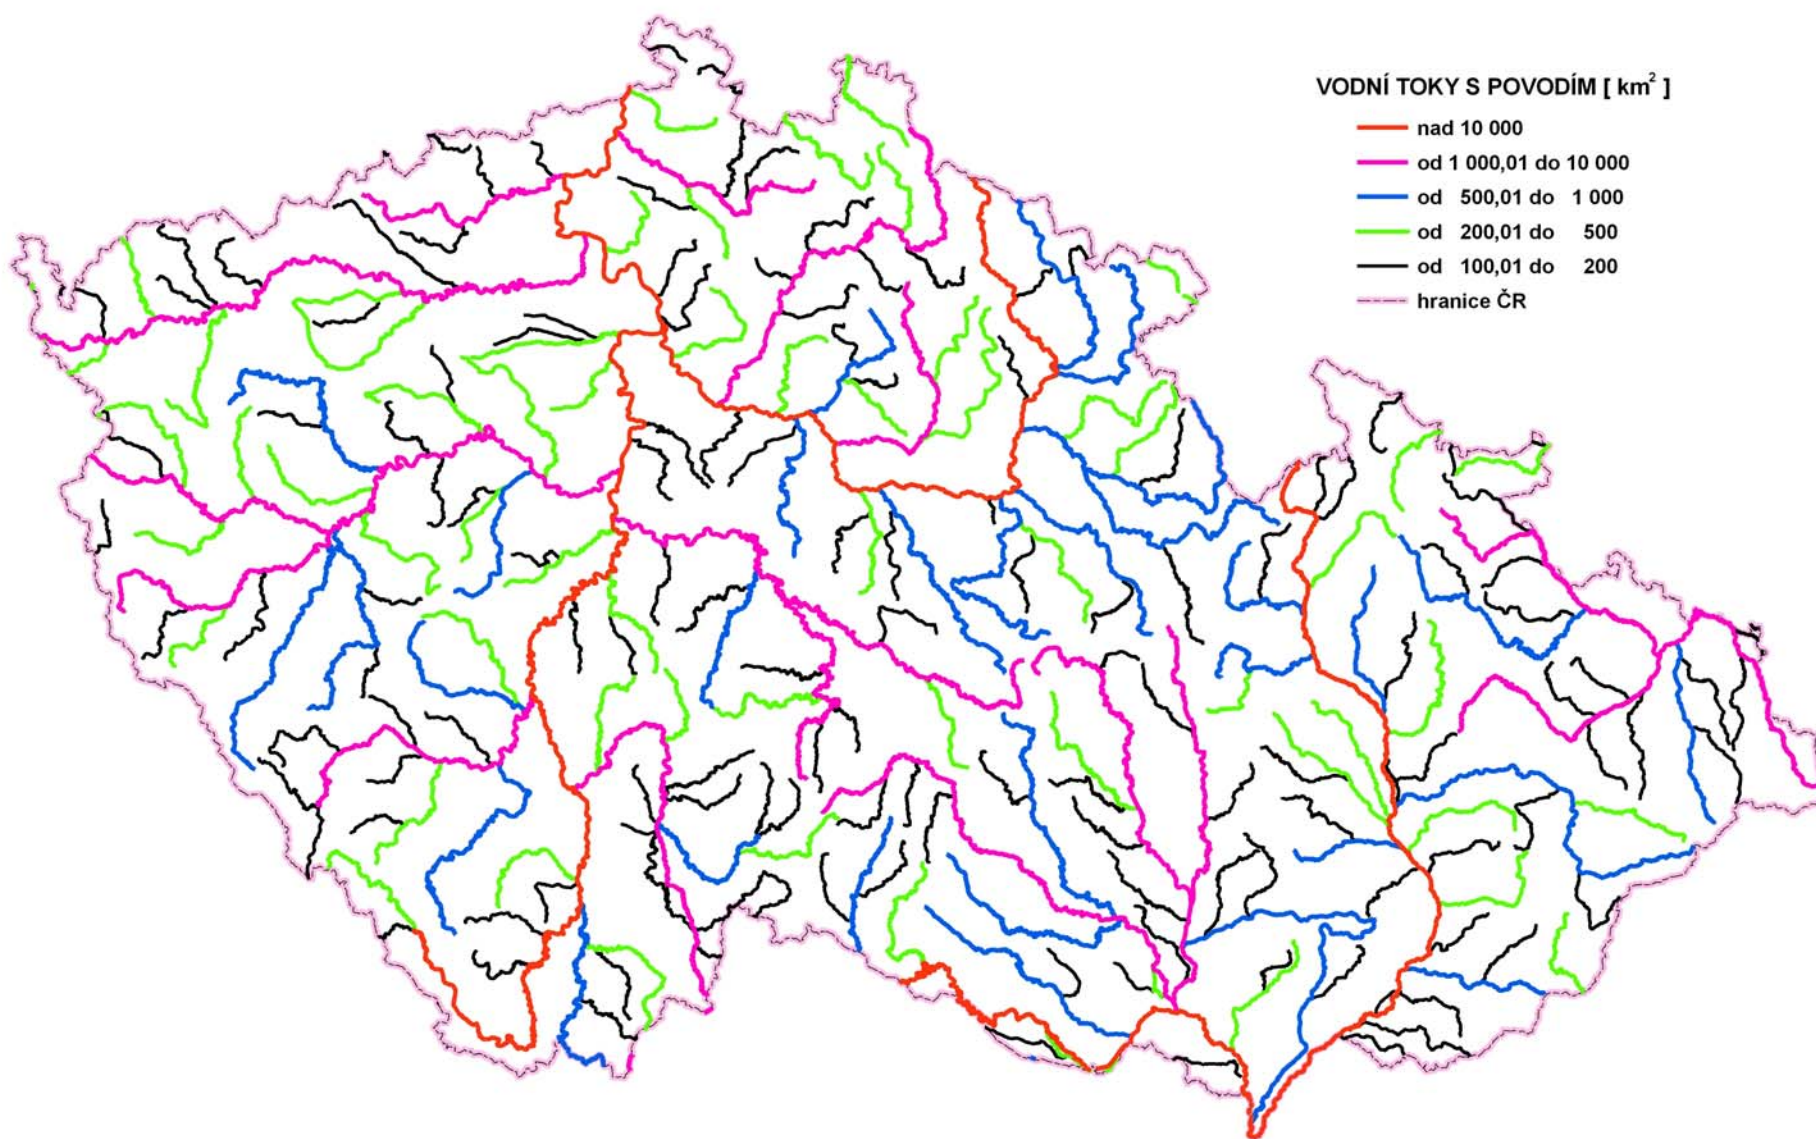 VODNÍ TOKY S POVODÍM [ km² ]
nad 10 000
od 1 000,01 do 10 000
od 500,01 do 1 000
od 200,01 do 500
od 100,01 do 200
hranice ČR